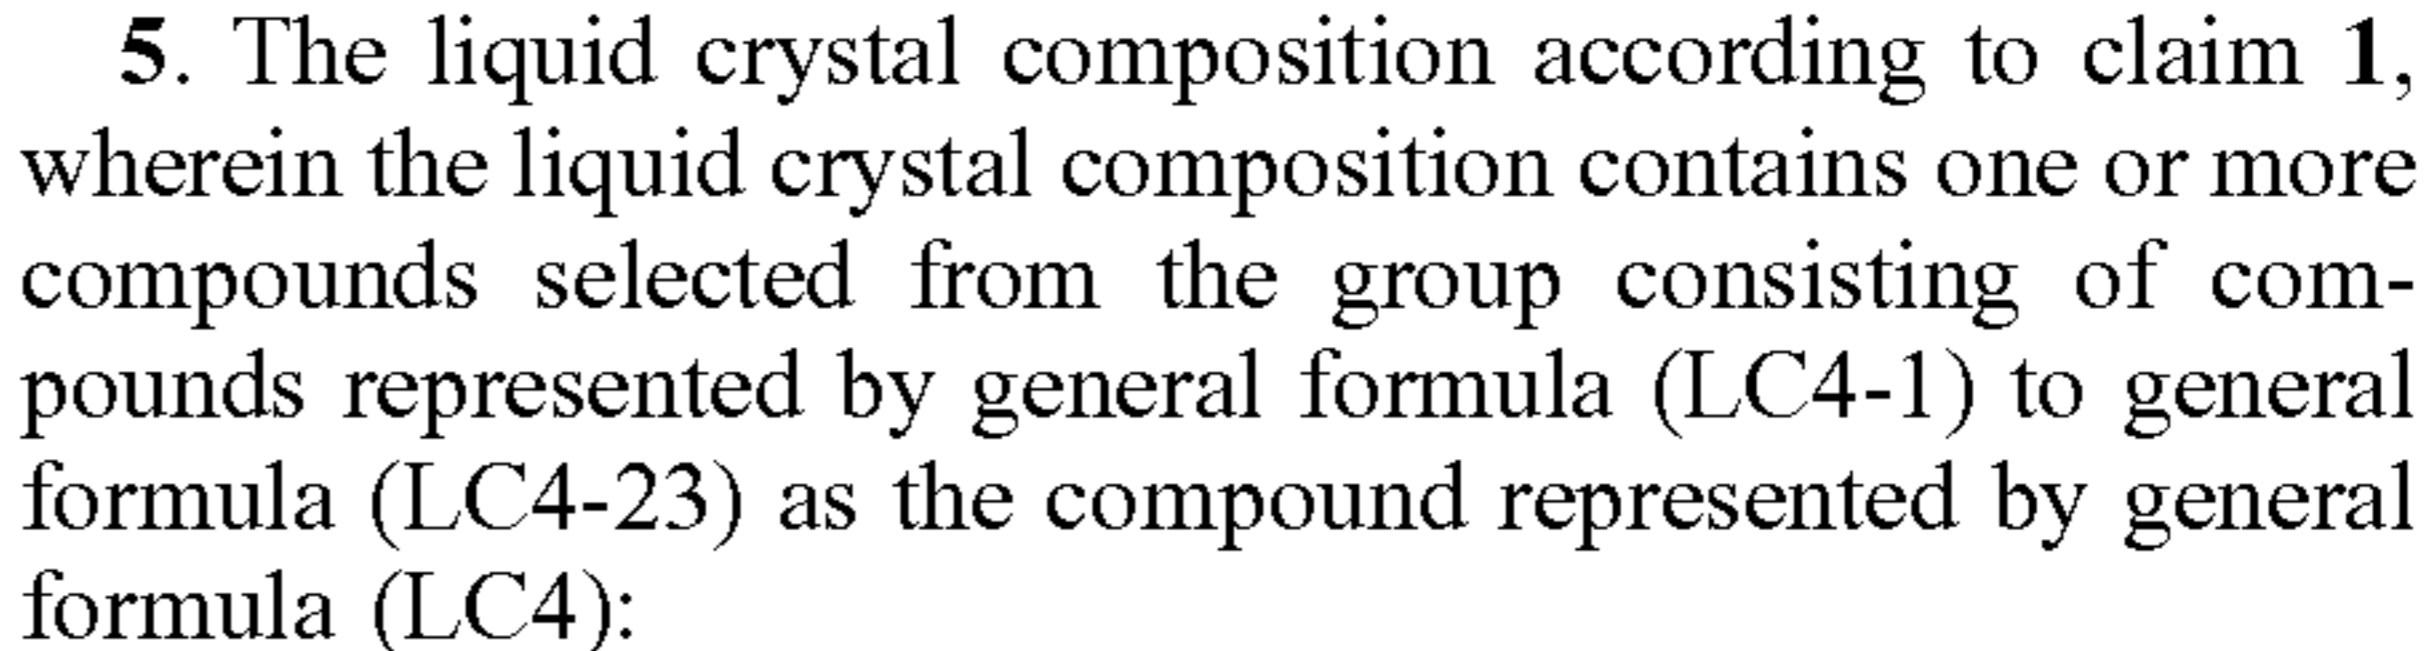 5. The liquid crystal composition according to claim 1,
wherein the liquid crystal composition contains one or more
compounds selected from the group consisting of com-
pounds represented by general formula (LC4-1) to general
formula (LC4-23) as the compound represented by general
formula (LC4):